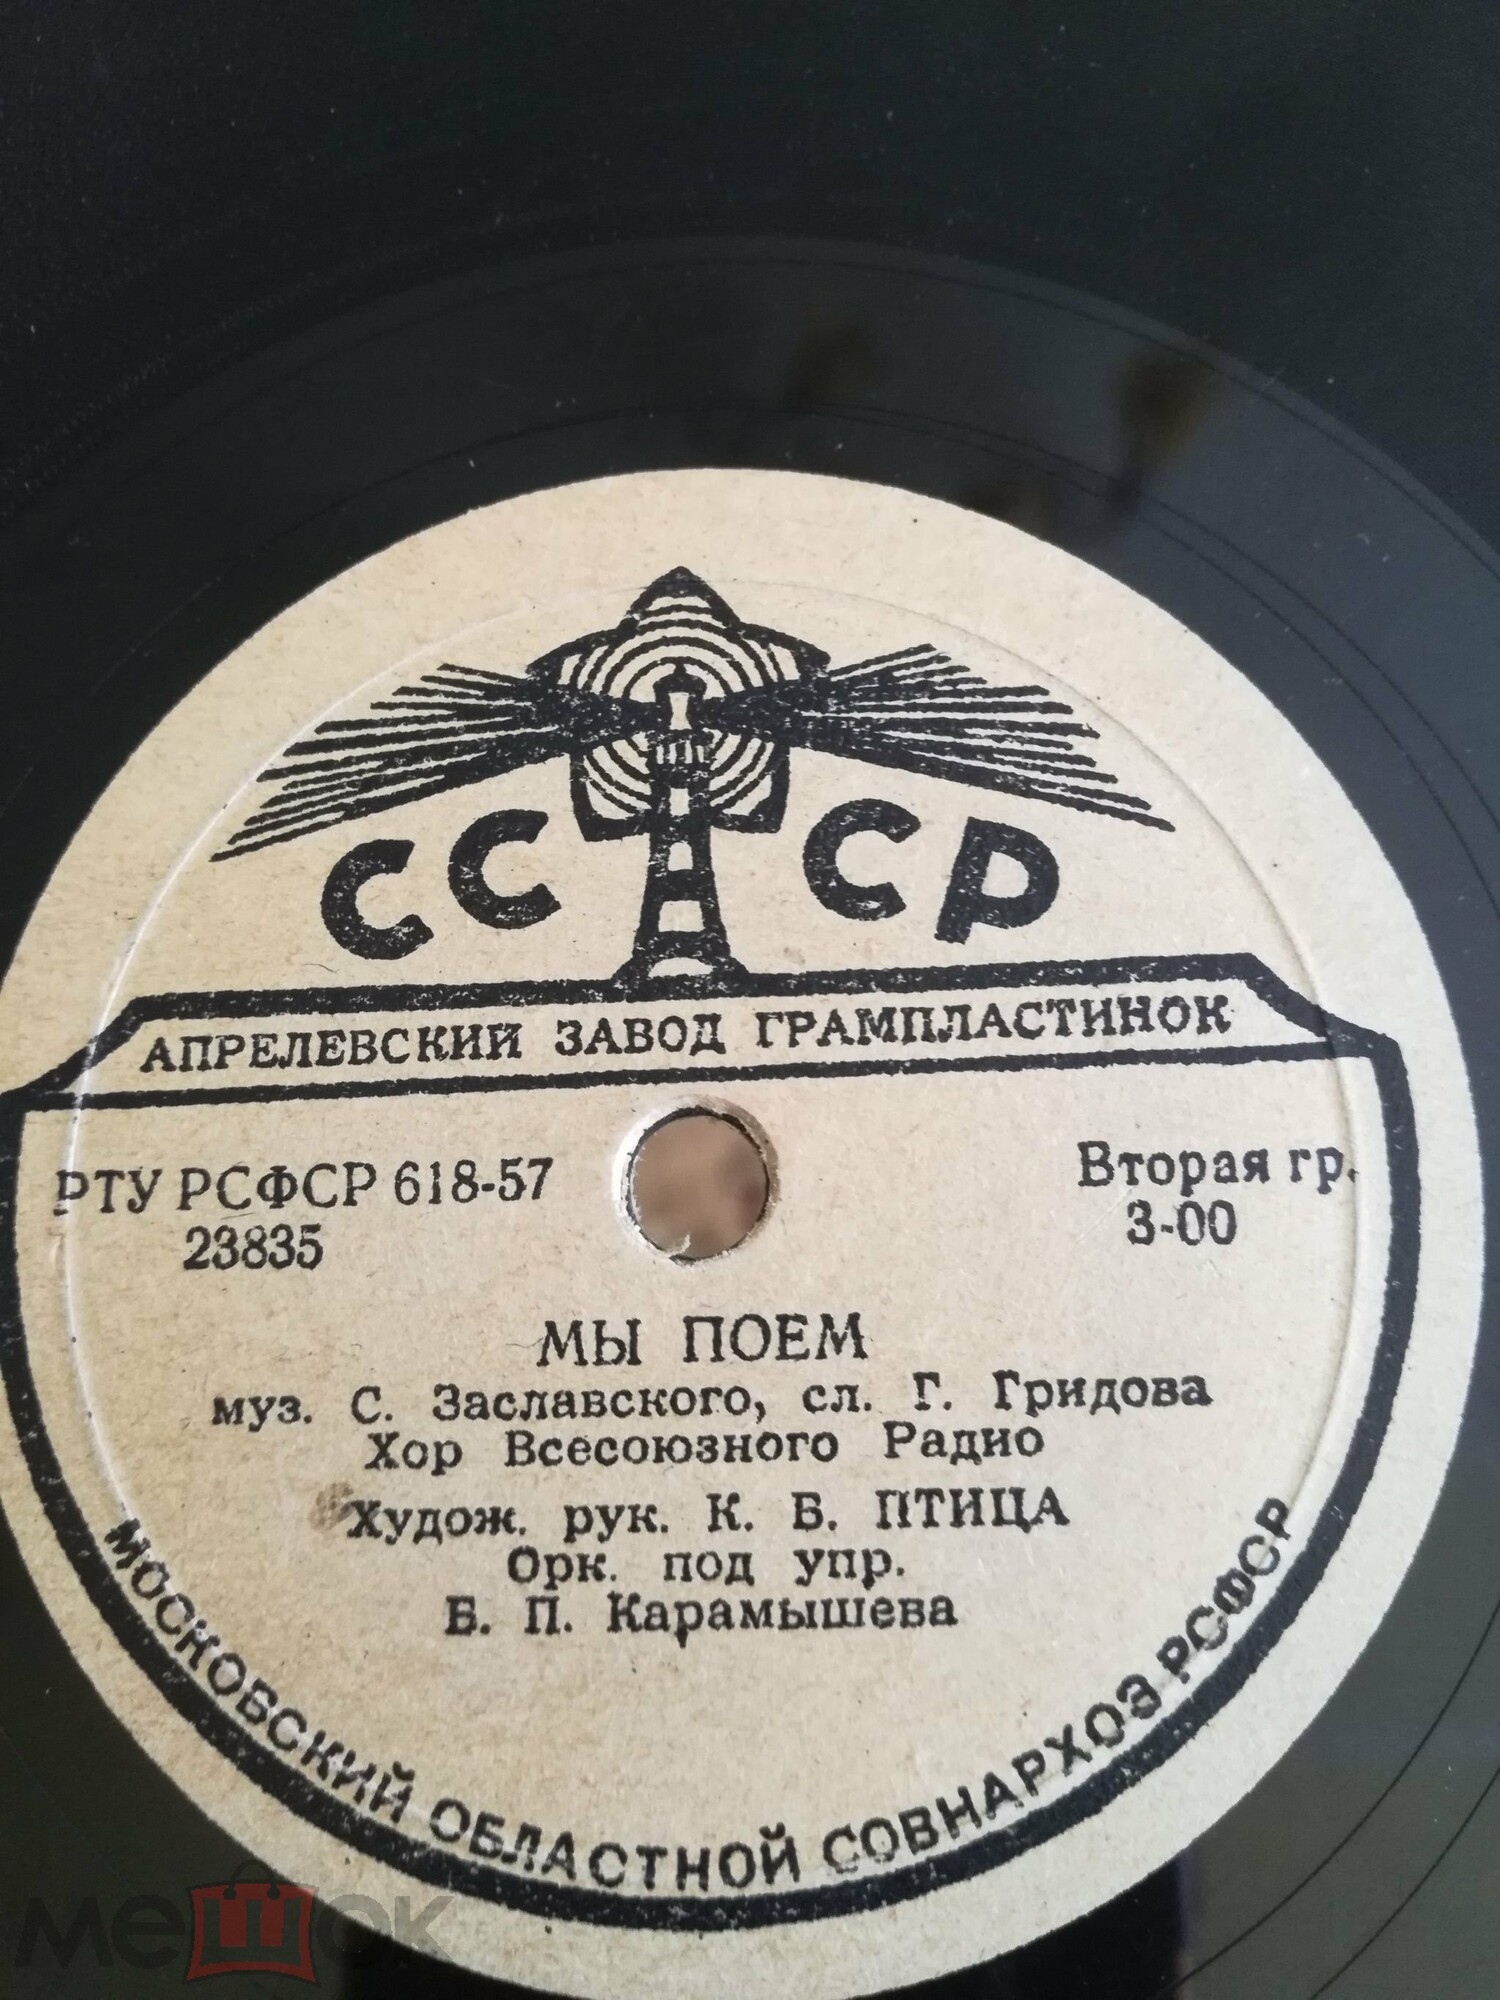 СССР
АПРЕЛЕВСКИЙ ЗАВОД ГРАМПЛАСТИНОК
РТУ РСФСР 618-57
23835
Вторая гр.
3-00
МЫ ПОЕМ
муз. С. Заславского, сл. Г. Гридова
Хор Всесоюзного Радио
Худож. рук. К. Б. ПТИЦА
Орк. под упр.
Б. П. Карамышева
МОСКОВСКИЙ ОБЛАСТНОЙ СОВНАРХОЗ РСФСР
мешок